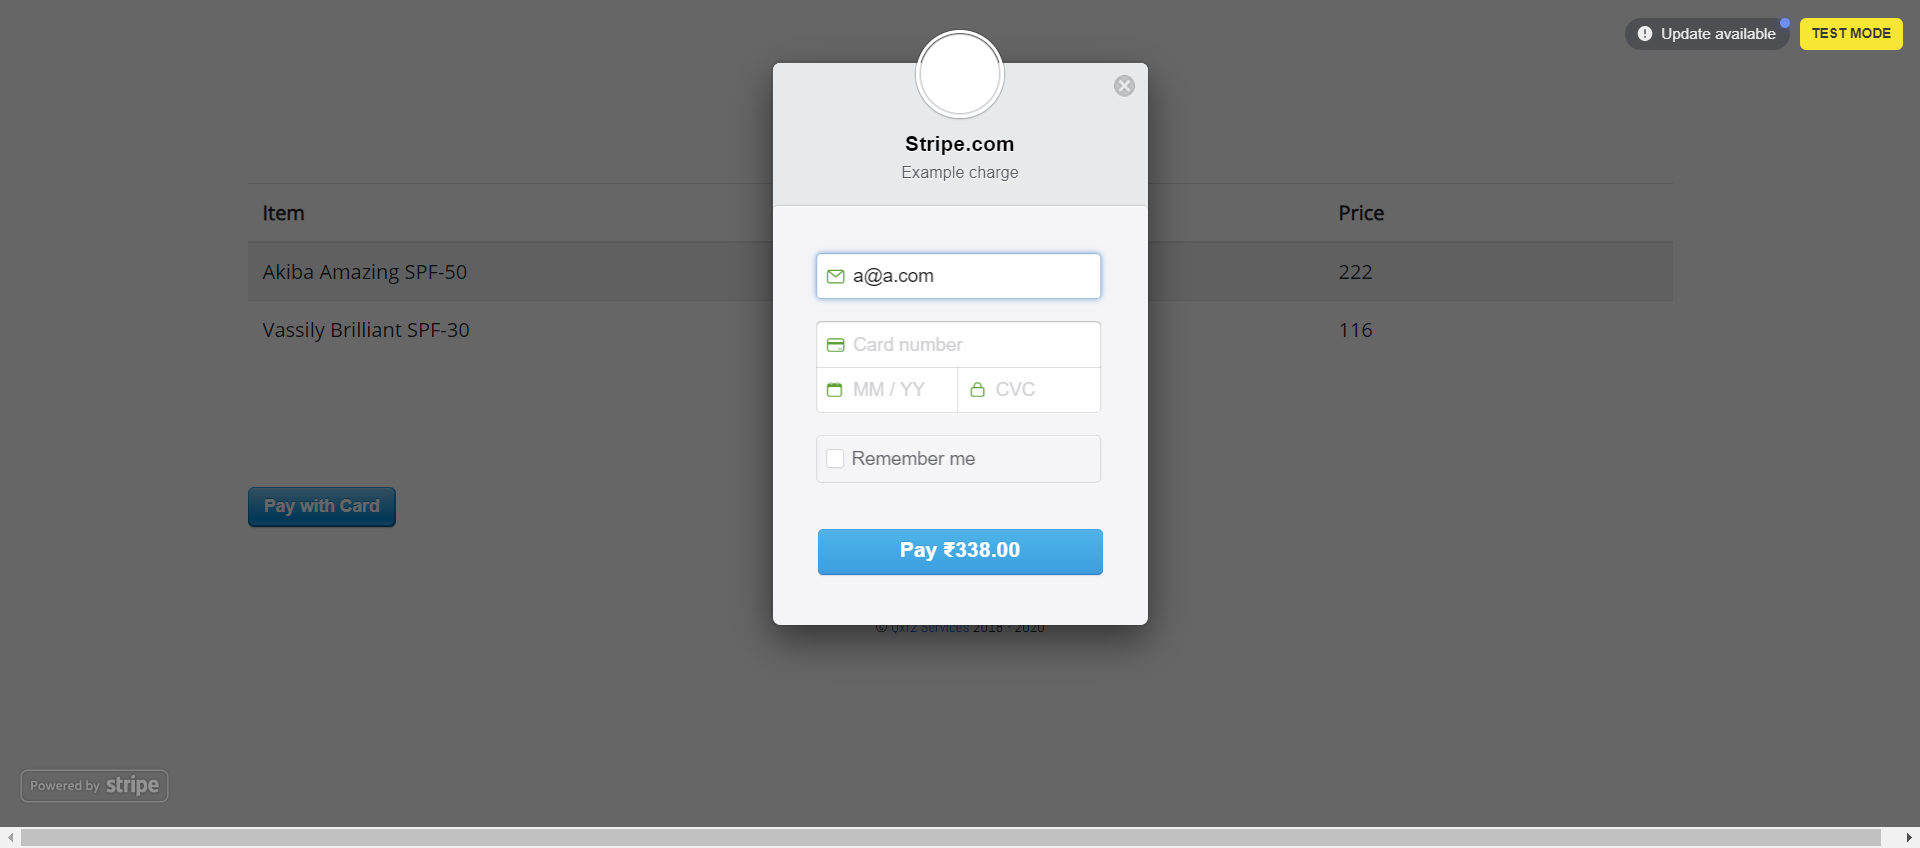 Update available
TEST MODE
Stripe.com
Example charge
Item
Price
Akiba Amazing SPF-50
222
Vassily Brilliant SPF-30
116
a@a.com
Card number
MM / YY
CVC
Remember me
Pay with Card
Pay ₹338.00
© Qxf2 Services 2018 - 2020
Powered by stripe